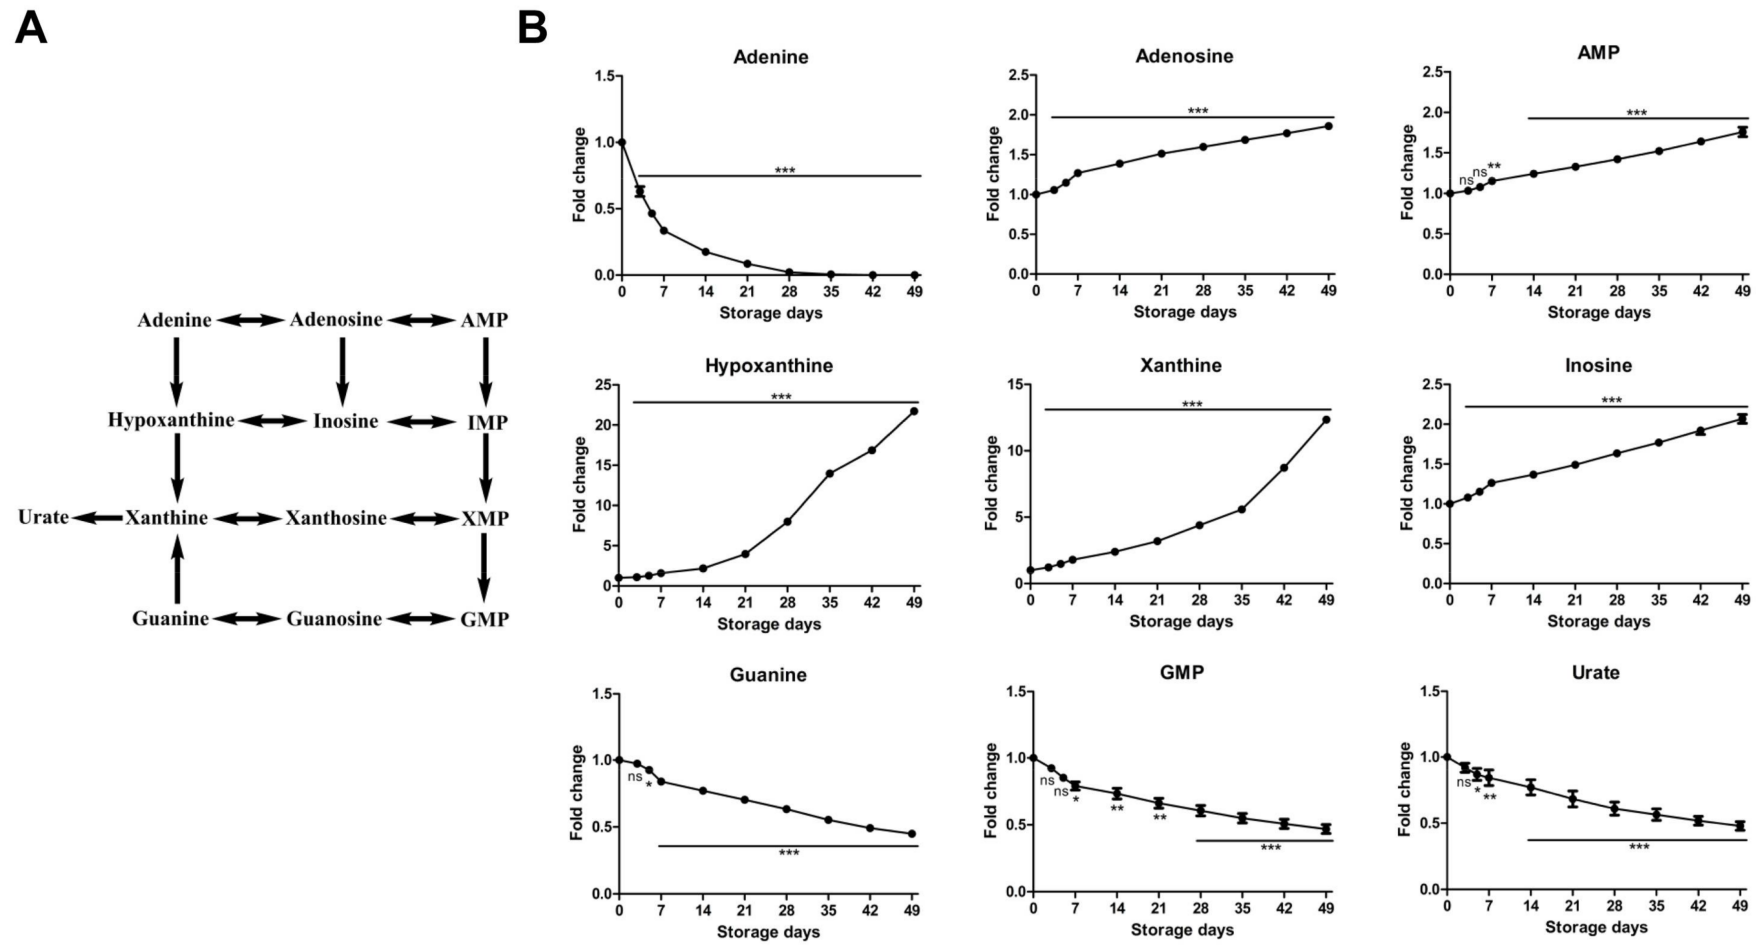 A
B
Adenine Adenosine AMP
Hypoxanthine Inosine IMP
Urate Xanthine Xanthosine XMP
Guanine Guanosine GMP
Adenine
Fold change
1.5
1.0
0.5
0.0
***
0 7 14 21 28 35 42 49
Storage days
Adenosine
Fold change
2.5
2.0
1.5
1.0
0.5
0.0
***
0 7 14 21 28 35 42 49
Storage days
AMP
Fold change
2.5
2.0
1.5
1.0
0.5
0.0
ns ns ** ***
0 7 14 21 28 35 42 49
Storage days
Hypoxanthine
Fold change
25
20
15
10
5
0
***
0 7 14 21 28 35 42 49
Storage days
Xanthine
Fold change
15
10
5
0
***
0 7 14 21 28 35 42 49
Storage days
Inosine
Fold change
2.5
2.0
1.5
1.0
0.5
0.0
***
0 7 14 21 28 35 42 49
Storage days
Guanine
Fold change
1.5
1.0
0.5
0.0
ns * ***
0 7 14 21 28 35 42 49
Storage days
GMP
Fold change
1.5
1.0
0.5
0.0
ns ns * ** ** ***
0 7 14 21 28 35 42 49
Storage days
Urate
Fold change
1.5
1.0
0.5
0.0
ns * ** ***
0 7 14 21 28 35 42 49
Storage days